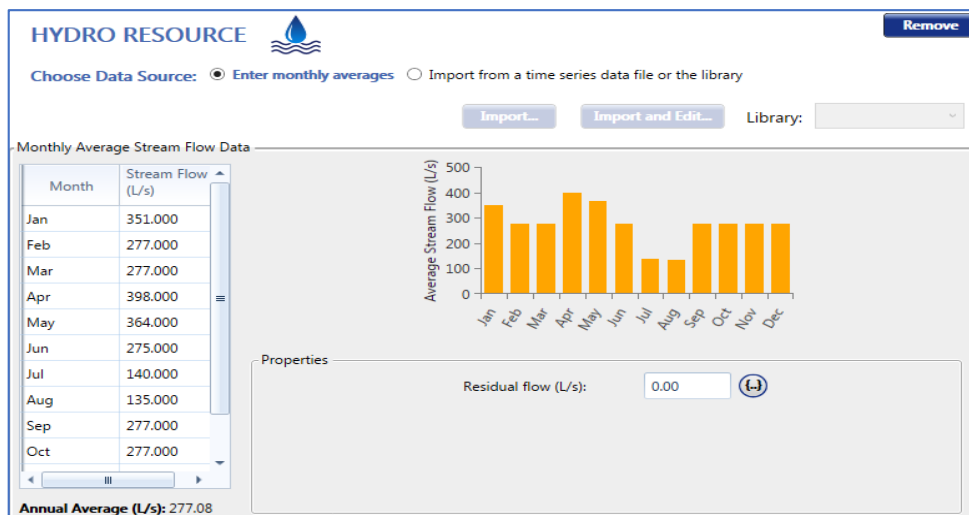 HYDRO RESOURCE
Remove
Choose Data Source: Enter monthly averages Import from a time series data file or the library
Import... Import and Edit... Library:
Monthly Average Stream Flow Data
Month Stream Flow (L/s)
Jan 351.000
Feb 277.000
Mar 277.000
Apr 398.000
May 364.000
Jun 275.000
Jul 140.000
Aug 135.000
Sep 277.000
Oct 277.000
Annual Average (L/s): 277.08
Average Stream Flow (L/s)
500
400
300
200
100
0
Jan Feb Mar Apr May Jun Jul Aug Sep Oct Nov Dec
Properties
Residual flow (L/s): 0.00 {..}